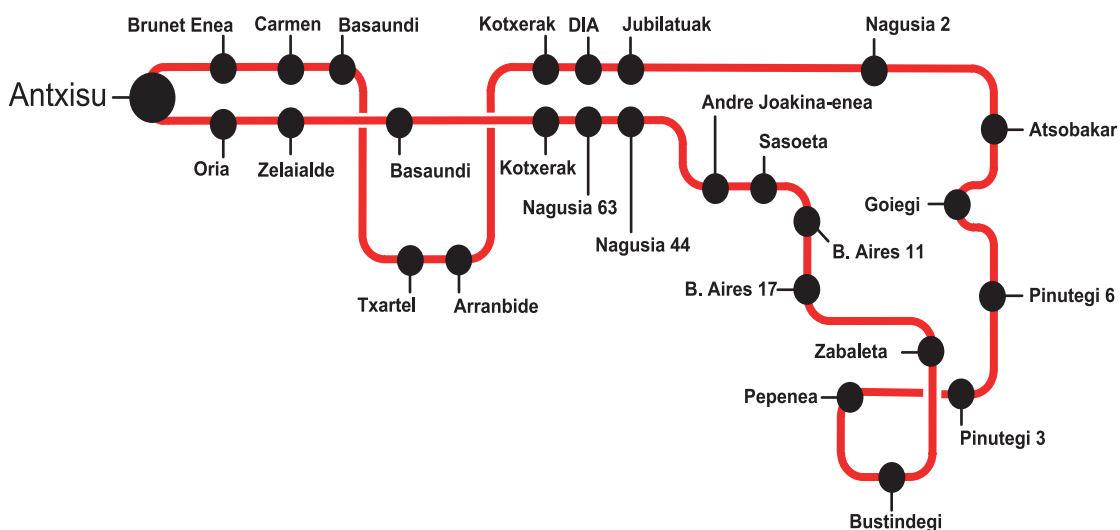 Brunet Enea
Carmen
Basaundi
Kotxerak
DIA
Jubilatuak
Nagusia 2
Antxisu
Andre Joakina-enea
Atsobakar
Sasoeta
Oria
Zelaialde
Basaundi
Kotxerak
Nagusia 63
Goiegi
Nagusia 44
B. Aires 11
B. Aires 17
Pinutegi 6
Txartel
Arranbide
Zabaleta
Pepenea
Pinutegi 3
Bustindegi